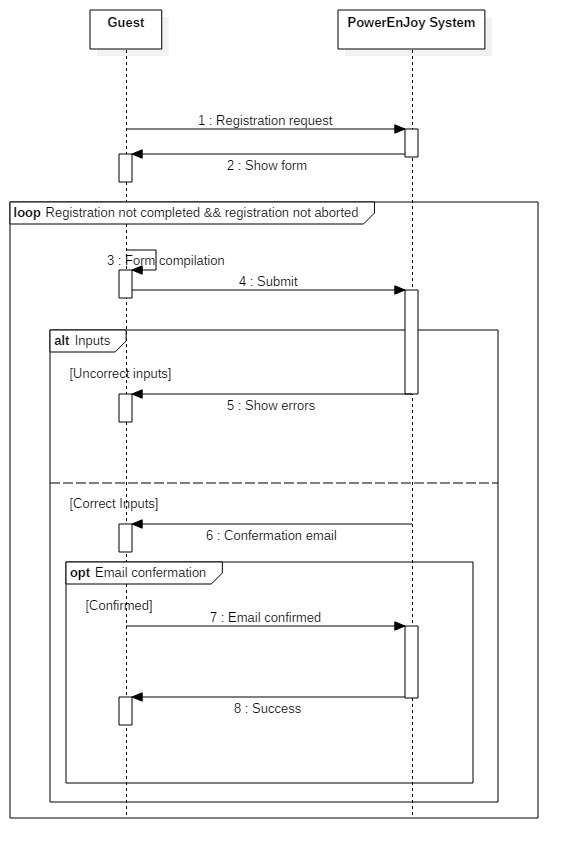 Guest
PowerEnJoy System
1 : Registration request
2 : Show form
loop Registration not completed && registration not aborted
3 : Form compilation
4 : Submit
alt Inputs
[Uncorrect inputs]
5 : Show errors
[Correct Inputs]
6 : Confermation email
opt Email confermation
[Confirmed]
7 : Email confirmed
8 : Success